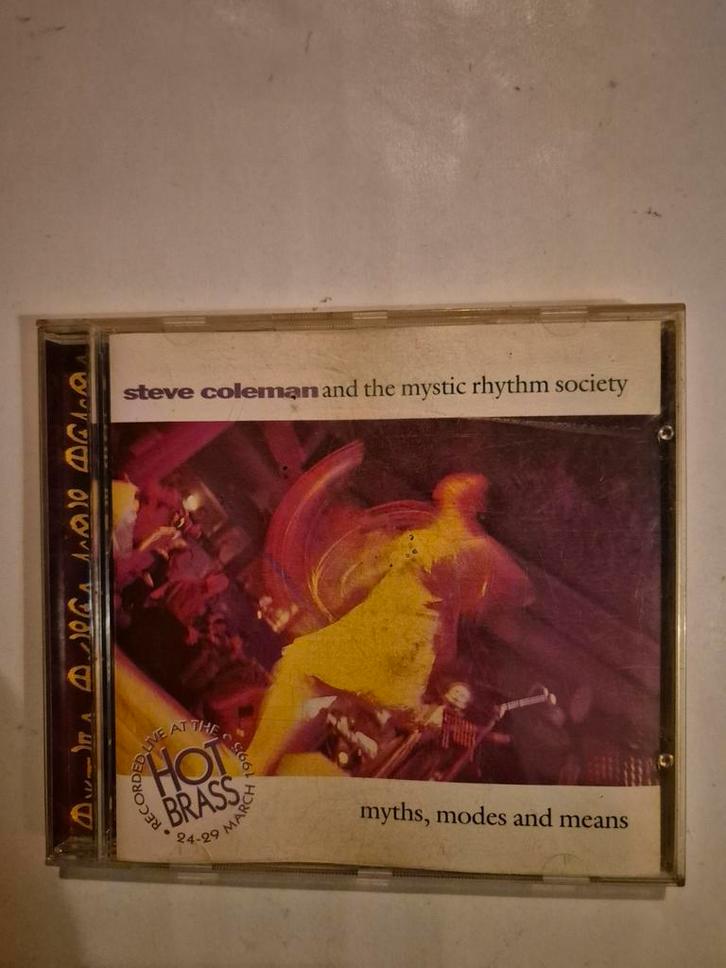 steve coleman and the mystic rhythm society
RECORDED LIVE AT THE
HOT
BRASS
24-29 MARCH 1995
myths, modes and means